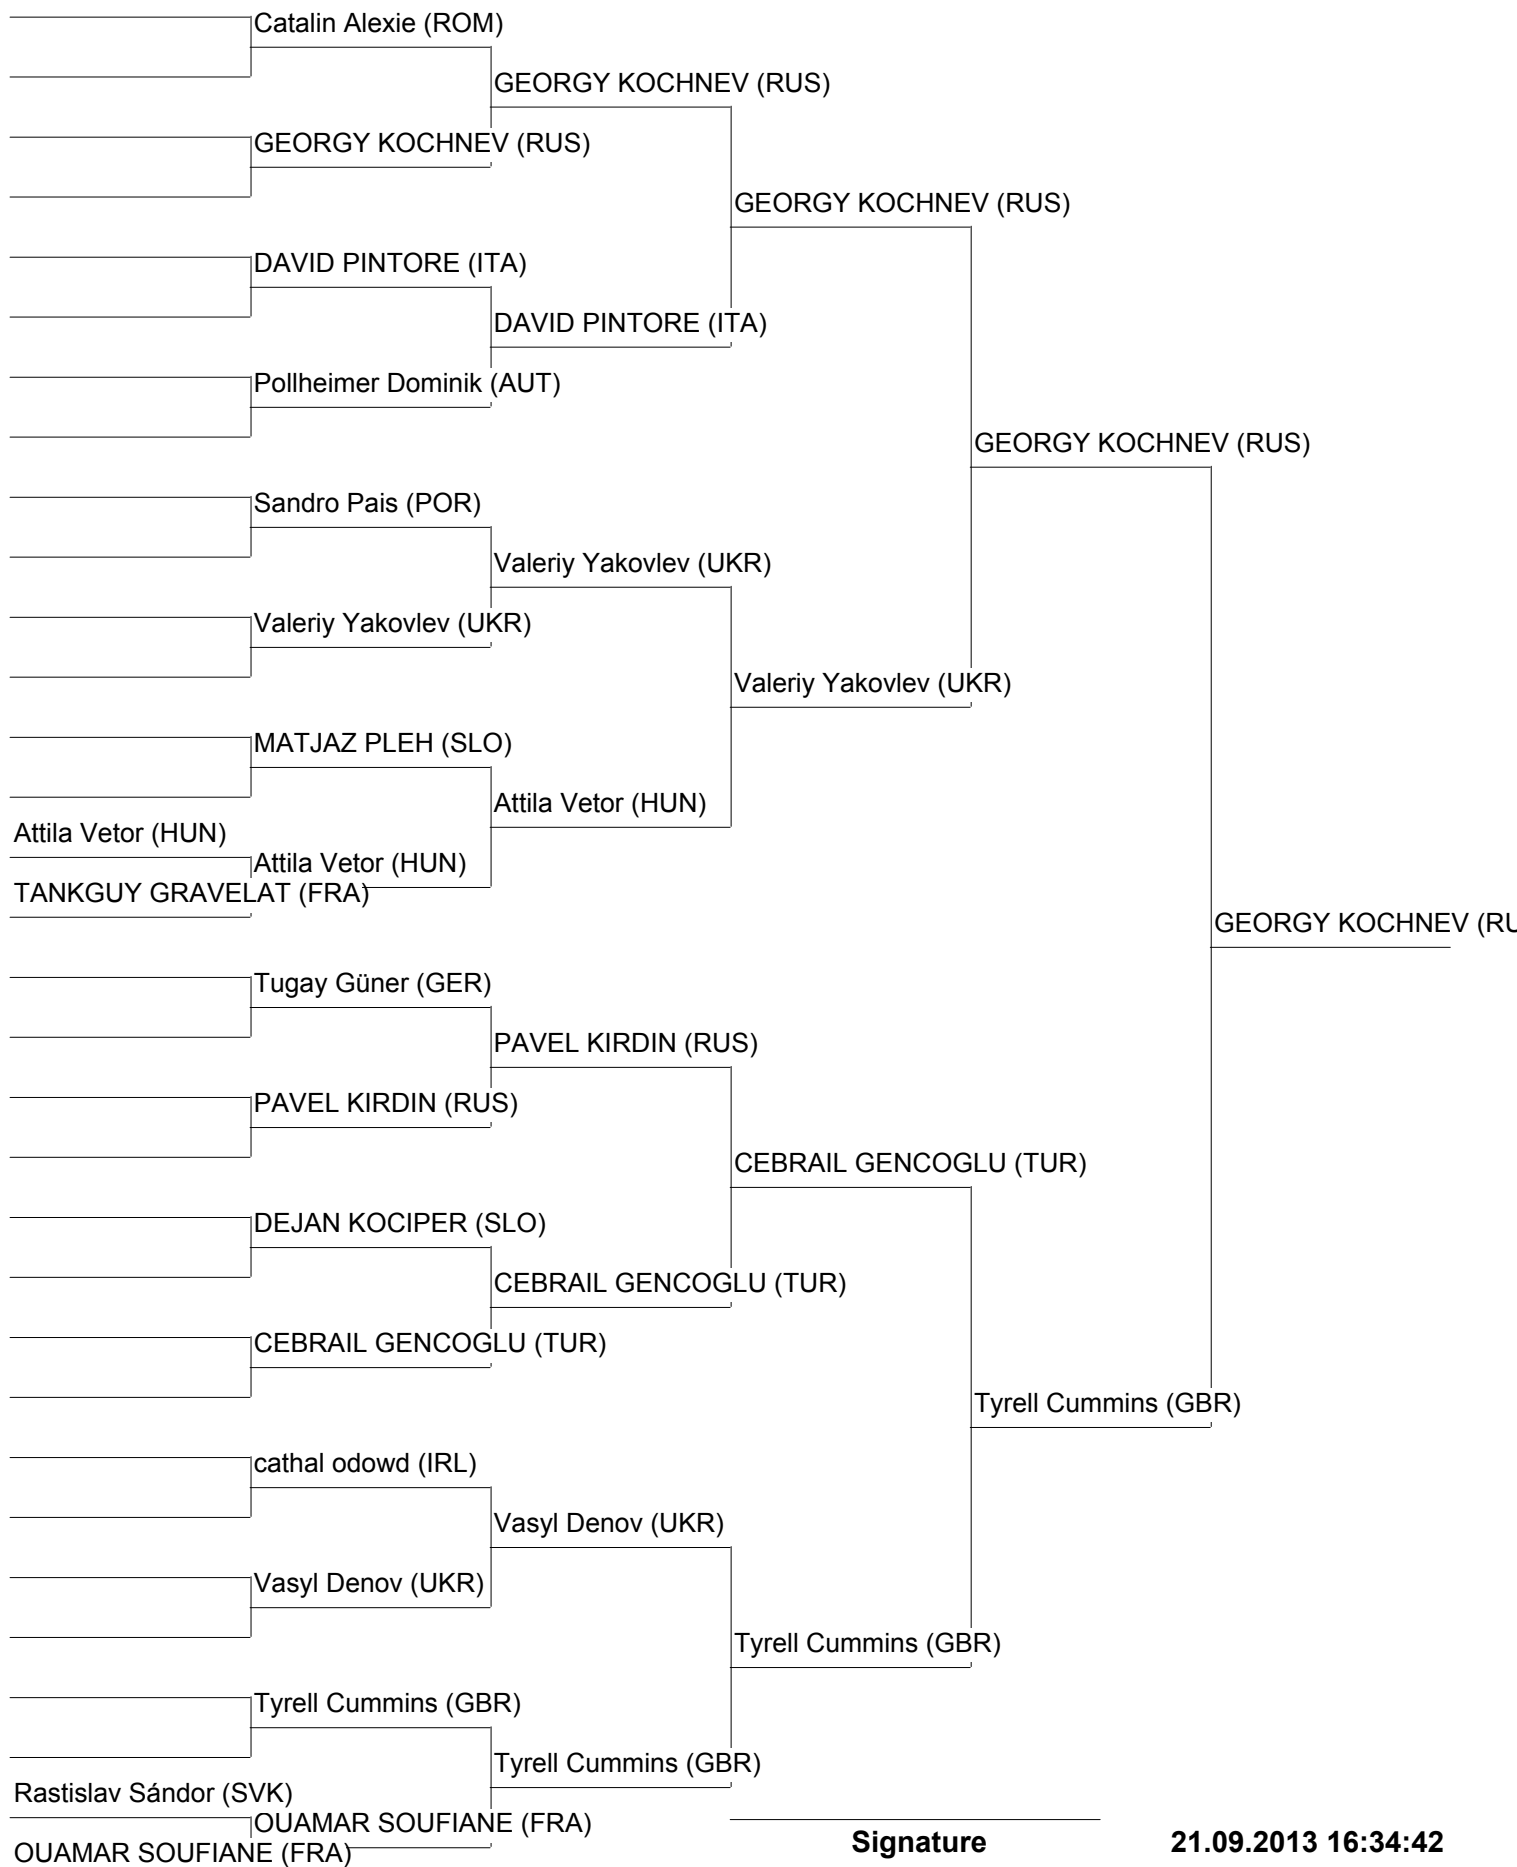 Catalin Alexie (ROM)
GEORGY KOCHNEV (RUS)
GEORGY KOCHNEV (RUS)
GEORGY KOCHNEV (RUS)
DAVID PINTORE (ITA)
DAVID PINTORE (ITA)
Pollheimer Dominik (AUT)
GEORGY KOCHNEV (RUS)
Sandro Pais (POR)
Valeriy Yakovlev (UKR)
Valeriy Yakovlev (UKR)
Valeriy Yakovlev (UKR)
MATJAZ PLEH (SLO)
Attila Vetor (HUN)
Attila Vetor (HUN)
Attila Vetor (HUN)
TANKGUY GRAVELAT (FRA)
GEORGY KOCHNEV (RU
Tugay Güner (GER)
PAVEL KIRDIN (RUS)
PAVEL KIRDIN (RUS)
CEBRAIL GENCOGLU (TUR)
DEJAN KOCIPER (SLO)
CEBRAIL GENCOGLU (TUR)
CEBRAIL GENCOGLU (TUR)
Tyrell Cummins (GBR)
cathal odowd (IRL)
Vasyl Denov (UKR)
Vasyl Denov (UKR)
Tyrell Cummins (GBR)
Tyrell Cummins (GBR)
Tyrell Cummins (GBR)
Rastislav Sándor (SVK)
OUAMAR SOUFIANE (FRA)
OUAMAR SOUFIANE (FRA)
Signature 21.09.2013 16:34:42